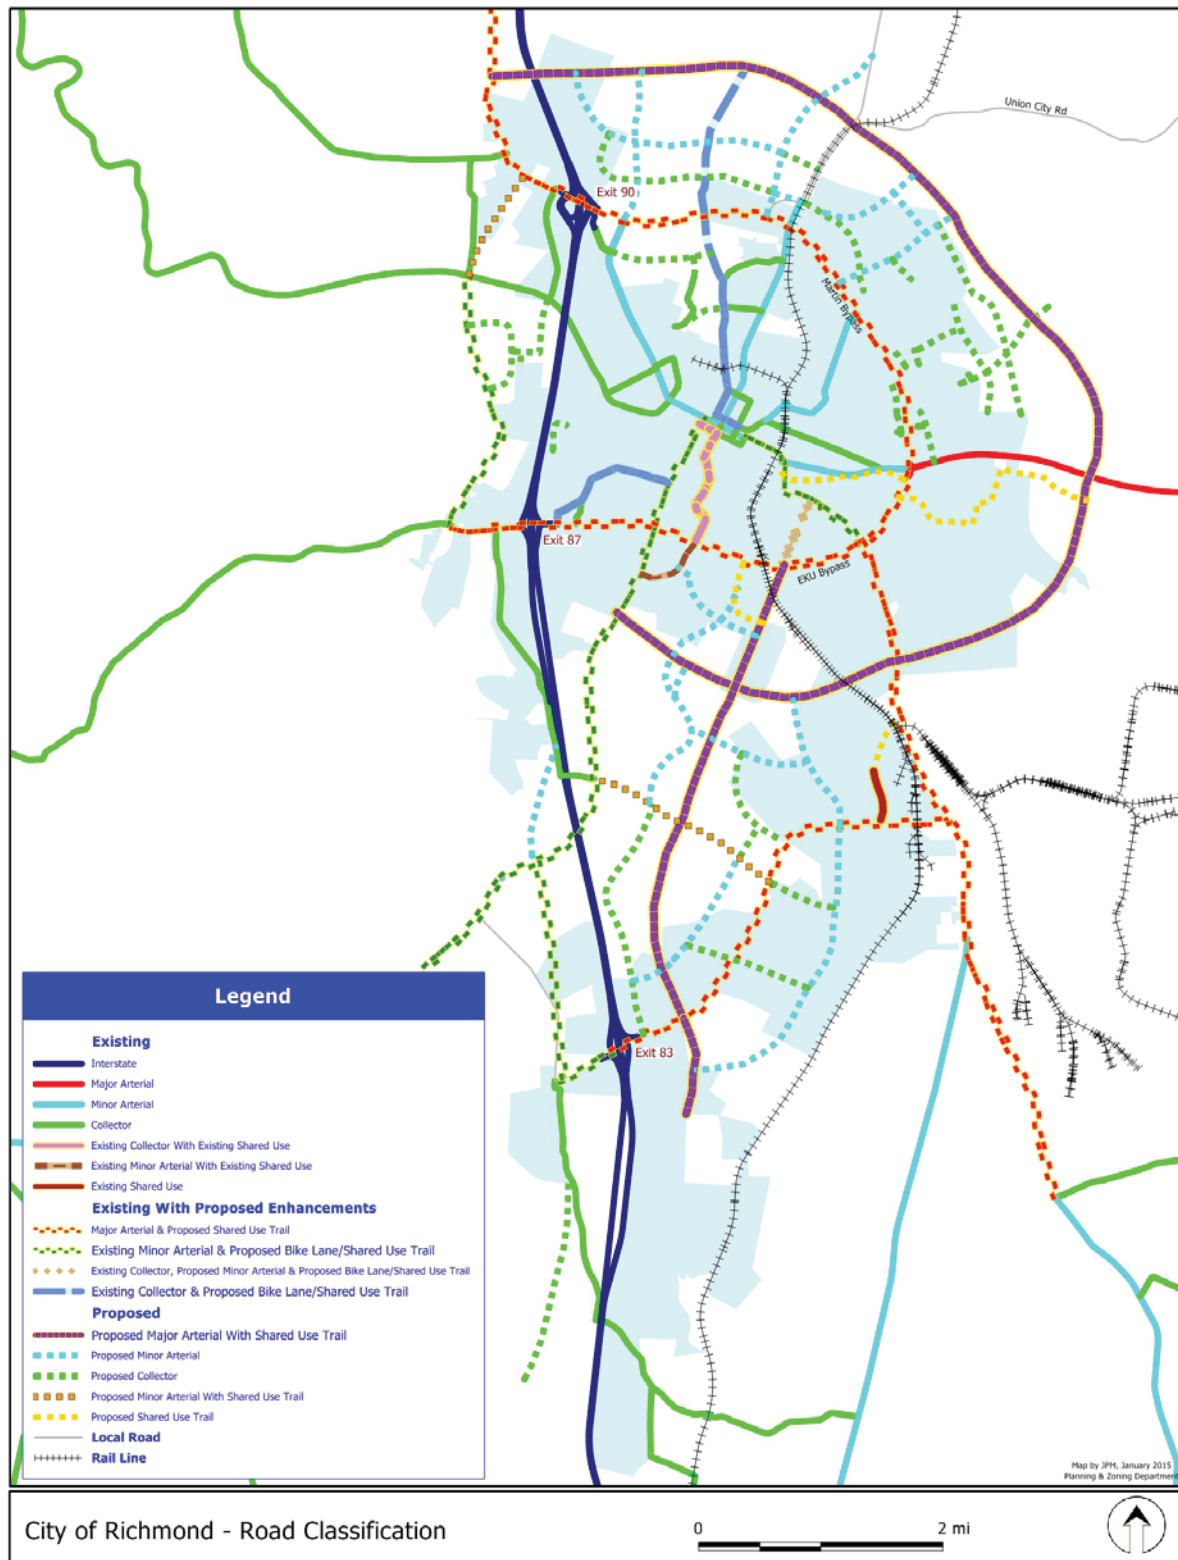 Union City Rd
Exit 90
Martin Bypass
Exit 87
EKU Bypass
Exit 83
Legend
Existing
Interstate
Major Arterial
Minor Arterial
Collector
Existing Collector With Existing Shared Use
Existing Minor Arterial With Existing Shared Use
Existing Shared Use
Existing With Proposed Enhancements
Major Arterial & Proposed Shared Use Trail
Existing Minor Arterial & Proposed Bike Lane/Shared Use Trail
Existing Collector, Proposed Minor Arterial & Proposed Bike Lane/Shared Use Trail
Existing Collector & Proposed Bike Lane/Shared Use Trail
Proposed
Proposed Major Arterial With Shared Use Trail
Proposed Minor Arterial
Proposed Collector
Proposed Minor Arterial With Shared Use Trail
Proposed Shared Use Trail
Local Road
Rail Line
Map by JPM, January 2015
Planning & Zoning Department
City of Richmond - Road Classification
0 2 mi